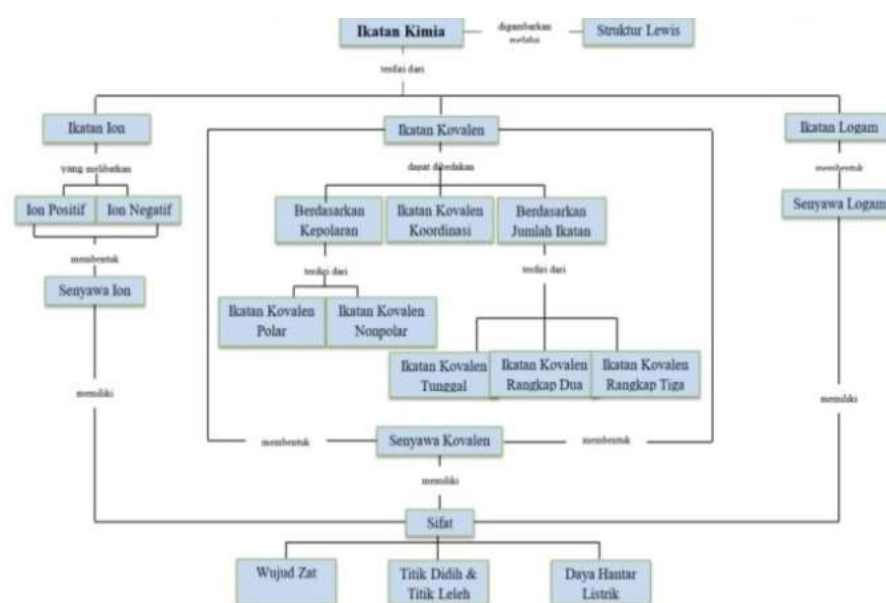 Ikatan Kimia
digambarkan
melalui
Struktur Lewis
terdiri dari
Ikatan Ion
Ikatan Kovalen
Ikatan Logam
yang melibatkan
dapat dibedakan
membentuk
Ion Positif
Ion Negatif
Berdasarkan
Kepolaran
Ikatan Kovalen
Koordinasi
Berdasarkan
Jumlah Ikatan
Senyawa Logam
membentuk
terdiri dari
terdiri dari
Senyawa Ion
Ikatan Kovalen
Polar
Ikatan Kovalen
Nonpolar
Ikatan Kovalen
Tunggal
Ikatan Kovalen
Rangkap Dua
Ikatan Kovalen
Rangkap Tiga
memiliki
memiliki
membentuk
Senyawa Kovalen
membentuk
memiliki
Sifat
Wujud Zat
Titik Didih &
Titik Leleh
Daya Hantar
Listrik